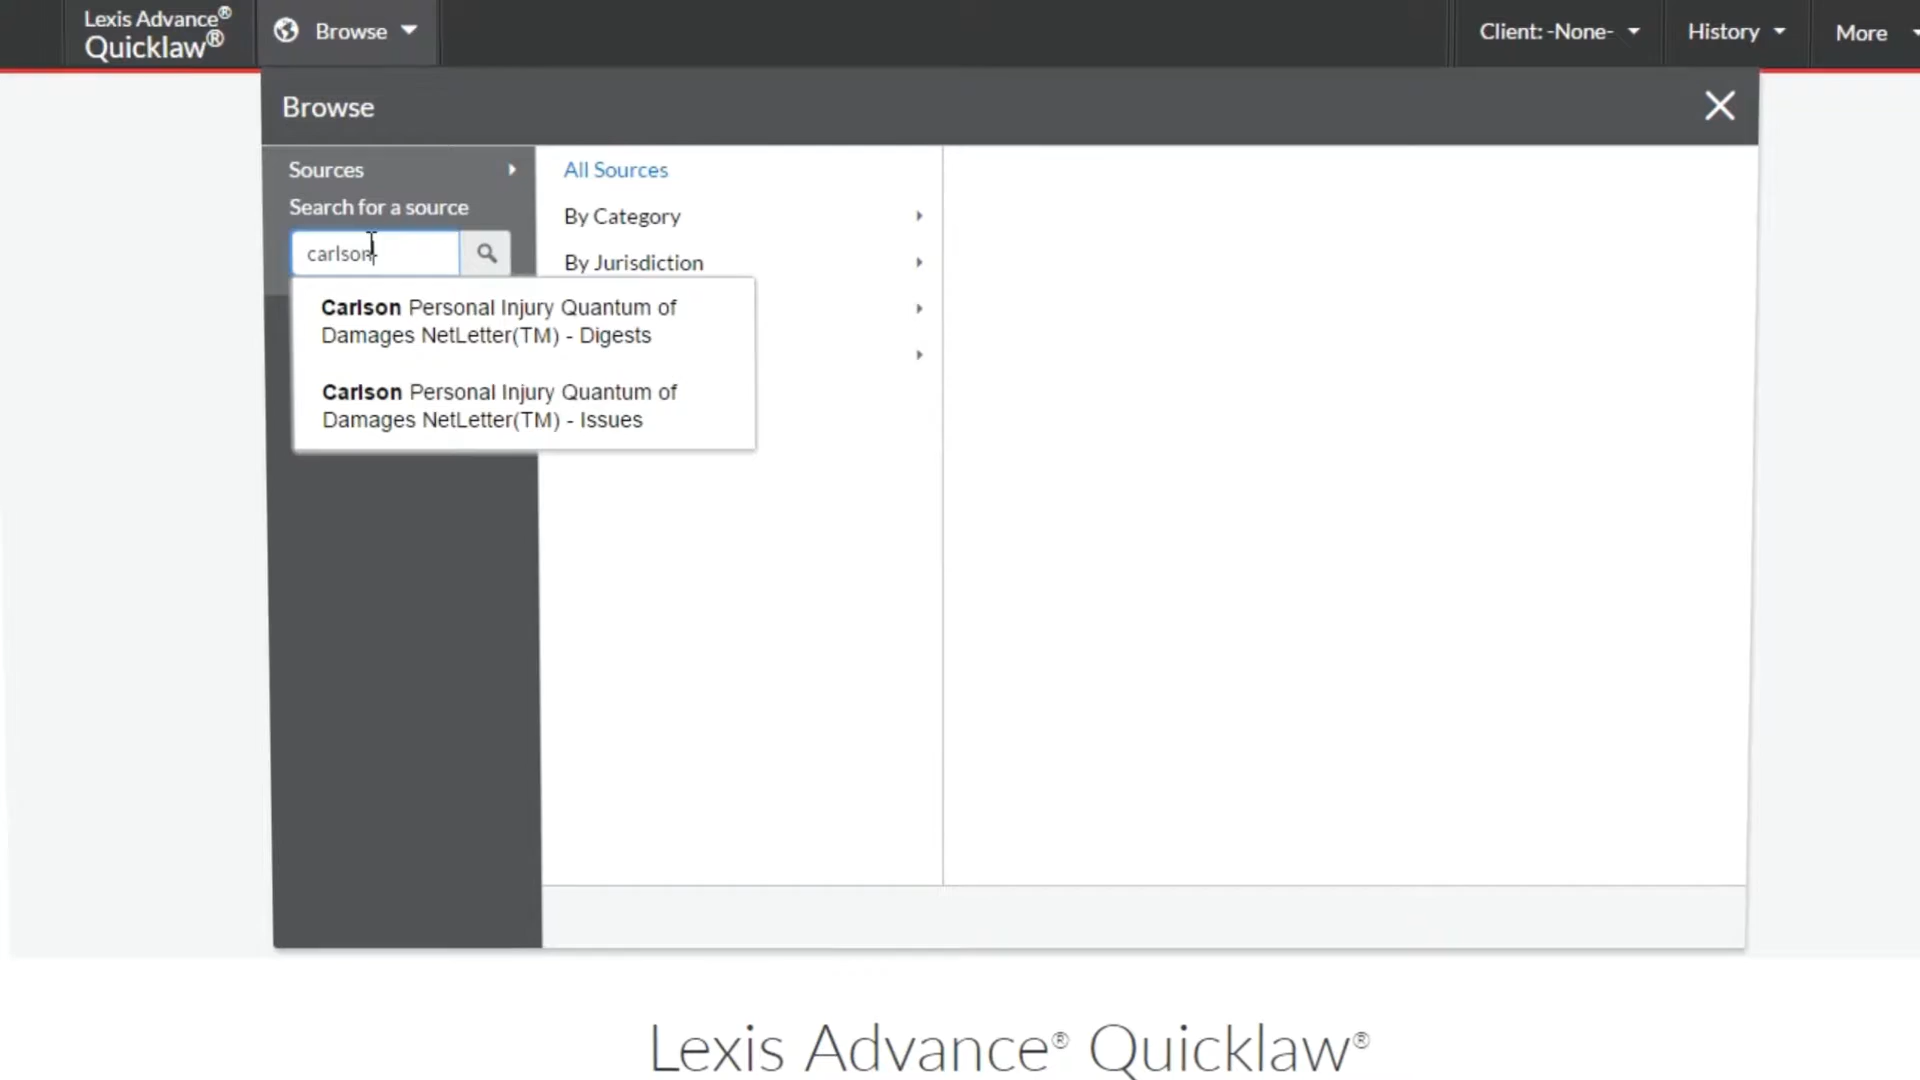 Lexis Advance®
Quicklaw®
Browse
Client: -None-
History
More
Browse
Sources
Search for a source
carlson
All Sources
By Category
By Jurisdiction
Carlson Personal Injury Quantum of
Damages NetLetter(TM) - Digests
Carlson Personal Injury Quantum of
Damages NetLetter(TM) - Issues
Lexis Advance® Quicklaw®